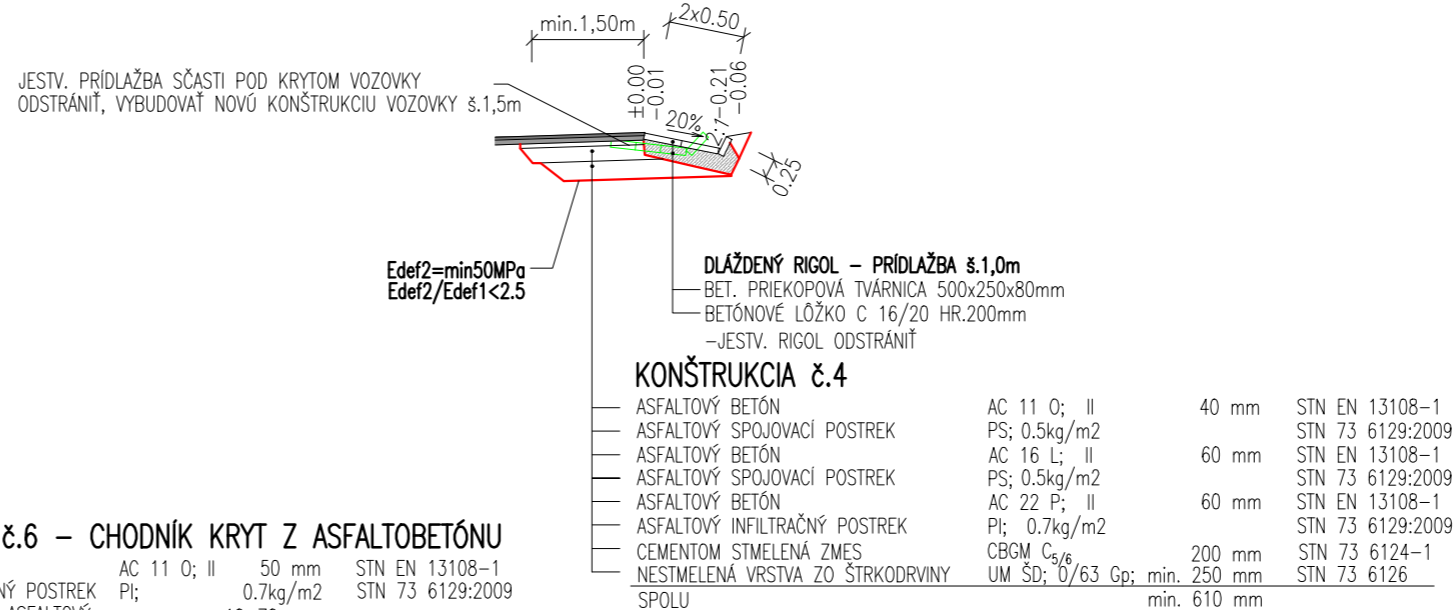 min.1,50m
2x0.50
JESTV. PRÍDLAŽBA SČASTI POD KRYTOM VOZOVKY
ODSTRÁNIŤ, VYBUDOVAŤ NOVÚ KONŠTRUKCIU VOZOVKY š.1,5m
±0.00
-0.01
20%
2:1
-0.21
-0.06
0.25
Edef2=min50MPa
Edef2/Edef1<2.5
DLÁŽDENÝ RIGOL – PRÍDLAŽBA š.1,0m
BET. PRIEKOPOVÁ TVÁRNICA 500x250x80mm
BETÓNOVÉ LÔŽKO C 16/20 HR.200mm
-JESTV. RIGOL ODSTRÁNIŤ
KONŠTRUKCIA č.4
ASFALTOVÝ BETÓN AC 11 O; II 40 mm STN EN 13108-1
ASFALTOVÝ SPOJOVACÍ POSTREK PS; 0.5kg/m2 STN 73 6129:2009
ASFALTOVÝ BETÓN AC 16 L; II 60 mm STN EN 13108-1
ASFALTOVÝ SPOJOVACÍ POSTREK PS; 0.5kg/m2 STN 73 6129:2009
ASFALTOVÝ BETÓN AC 22 P; II 60 mm STN EN 13108-1
ASFALTOVÝ INFILTRAČNÝ POSTREK PI; 0.7kg/m2 STN 73 6129:2009
CEMENTOM STMELENÁ ZMES CBGM C5/6 200 mm STN 73 6124-1
NESTMELENÁ VRSTVA ZO ŠTRKODRVINY UM ŠD; 0/63 Gp; min. 250 mm STN 73 6126
SPOLU min. 610 mm
č.6 – CHODNÍK KRYT Z ASFALTOBETÓNU
AC 11 O; II 50 mm STN EN 13108-1
NÝ POSTREK PI; 0.7kg/m2 STN 73 6129:2009